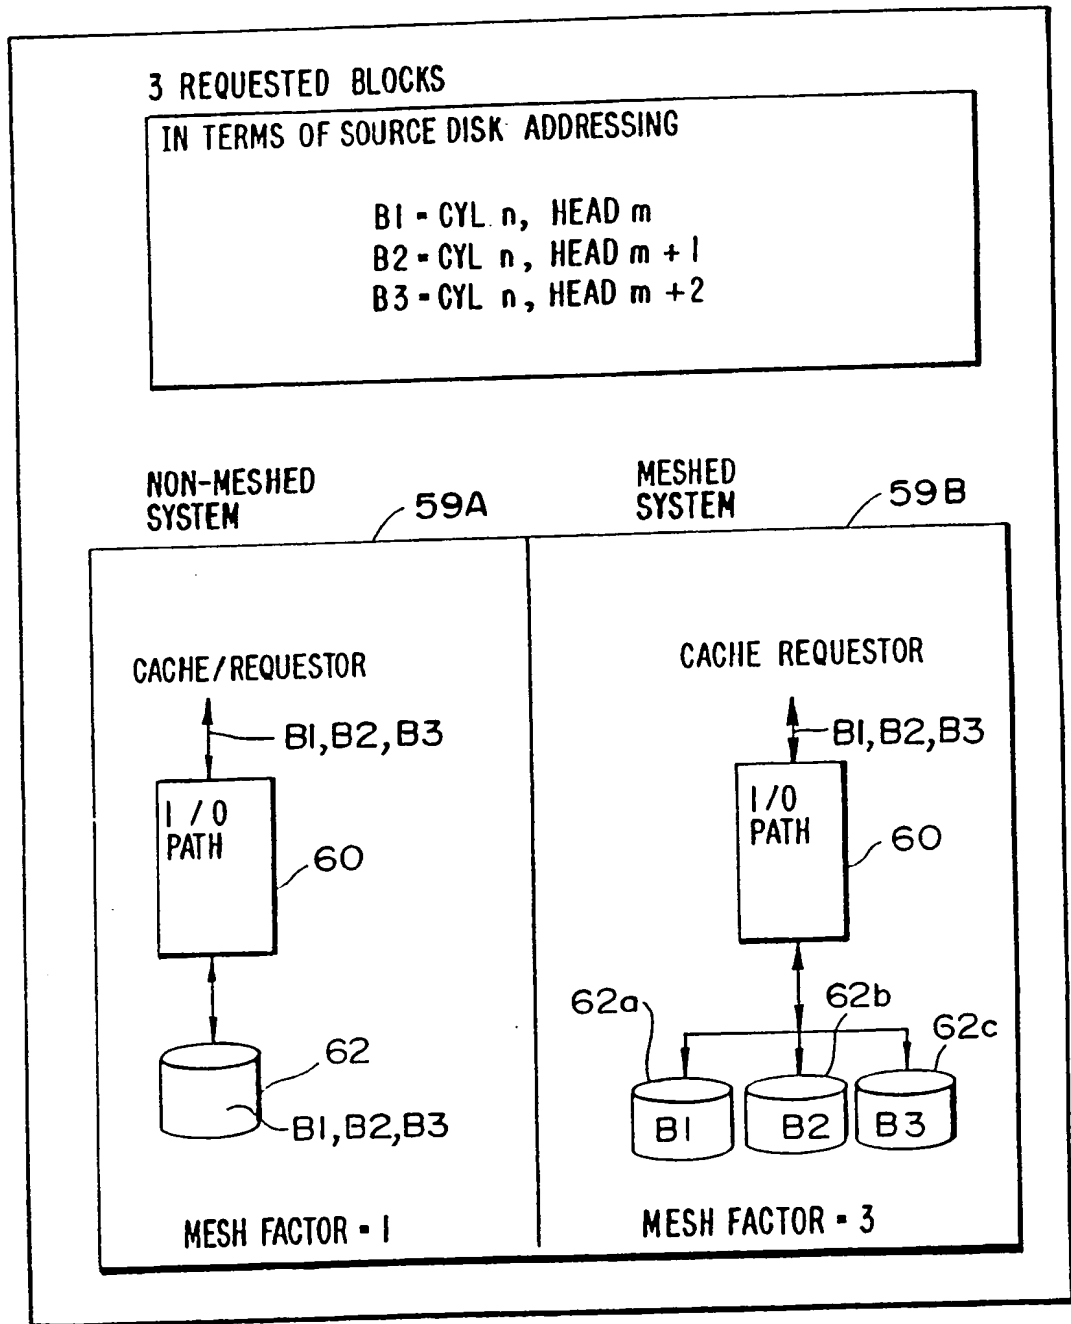 3 REQUESTED BLOCKS
IN TERMS OF SOURCE DISK ADDRESSING
B1 = CYL n, HEAD m
B2 = CYL n, HEAD m + 1
B3 = CYL n, HEAD m + 2
NON-MESHED
SYSTEM
59A
MESHED
SYSTEM
59B
CACHE/REQUESTOR
B1,B2,B3
I/O
PATH
60
62
B1,B2,B3
MESH FACTOR = 1
CACHE REQUESTOR
B1,B2,B3
I/O
PATH
60
62a
62b
62c
B1
B2
B3
MESH FACTOR = 3